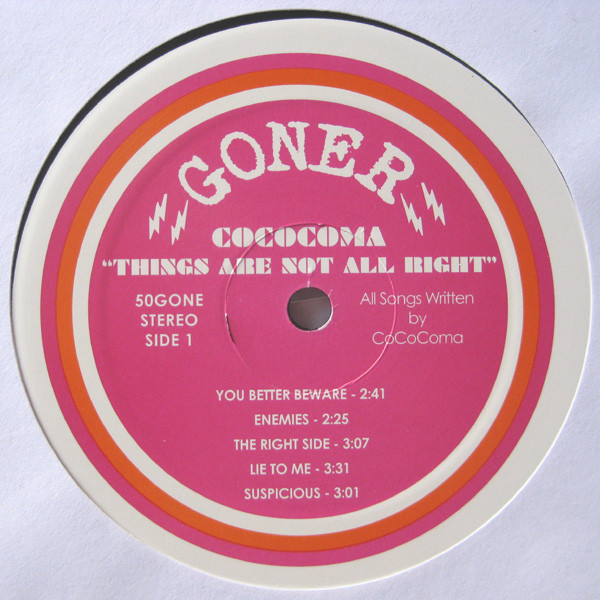 GONER
COCOCOMA
“THINGS ARE NOT ALL RIGHT”
50GONE
STEREO
SIDE 1
All Songs Written
by
CoCoComa
YOU BETTER BEWARE - 2:41
ENEMIES - 2:25
THE RIGHT SIDE - 3:07
LIE TO ME - 3:31
SUSPICIOUS - 3:01